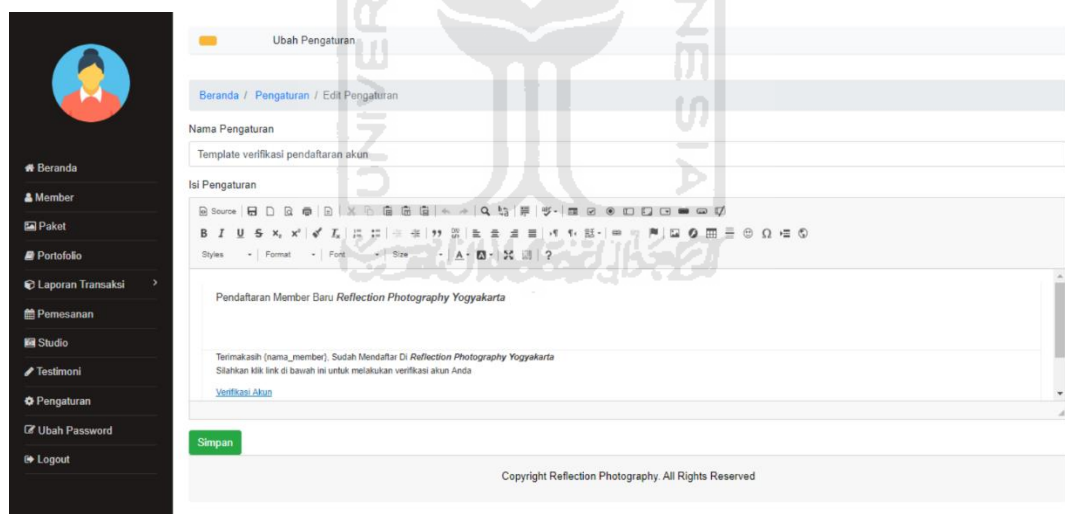 Ubah Pengaturan
Beranda / Pengaturan / Edit Pengaturan
Nama Pengaturan
Template verifikasi pendaftaran akun
Isi Pengaturan
Source
B I U S x₂ x² Iₓ
Styles Format Font Size A A ?
Pendaftaran Member Baru Reflection Photography Yogyakarta
Terimakasih {nama_member}, Sudah Mendaftar Di Reflection Photography Yogyakarta
Silahkan klik link di bawah ini untuk melakukan verifikasi akun Anda
Verifikasi Akun
Simpan
Copyright Reflection Photography. All Rights Reserved
Beranda
Member
Paket
Portofolio
Laporan Transaksi
Pemesanan
Studio
Testimoni
Pengaturan
Ubah Password
Logout